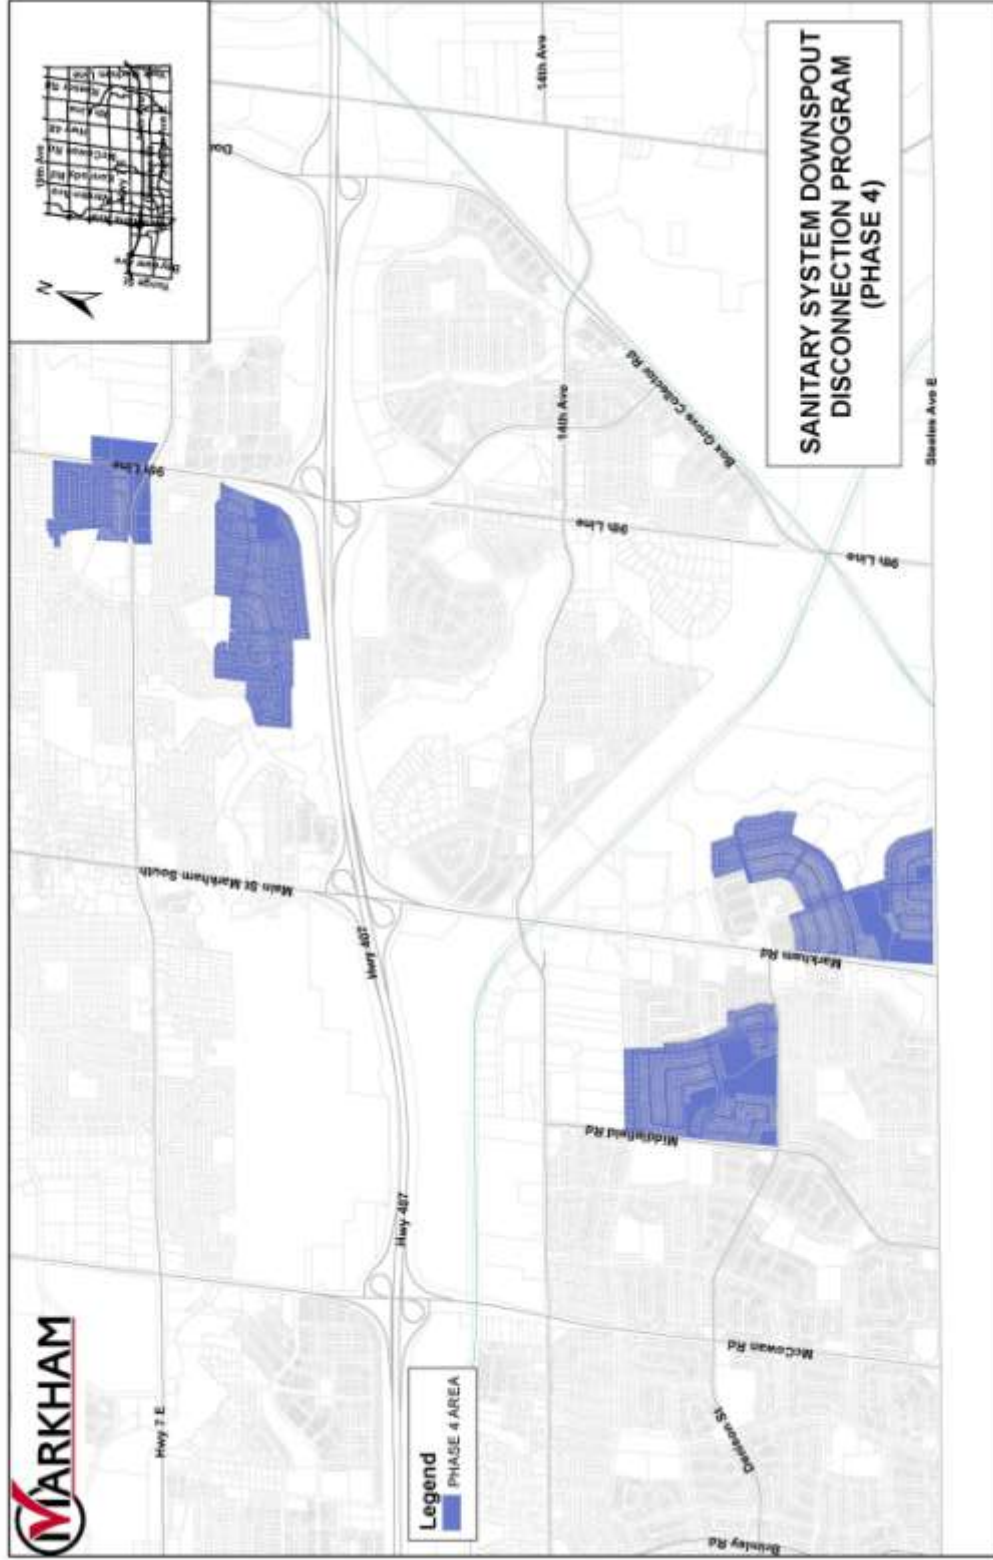 MARKHAM
N
SANITARY SYSTEM DOWNSPOUT
DISCONNECTION PROGRAM
(PHASE 4)
Legend
PHASE 4 AREA
Hwy 7 E
Hwy 407
Hwy 407
Main St Markham South
9th Line
9th Line
9th Line
14th Ave
14th Ave
Box Grove Collector Rd
Markham Rd
Middlefield Rd
McCowan Rd
Denison St
Brimley Rd
Steeles Ave E